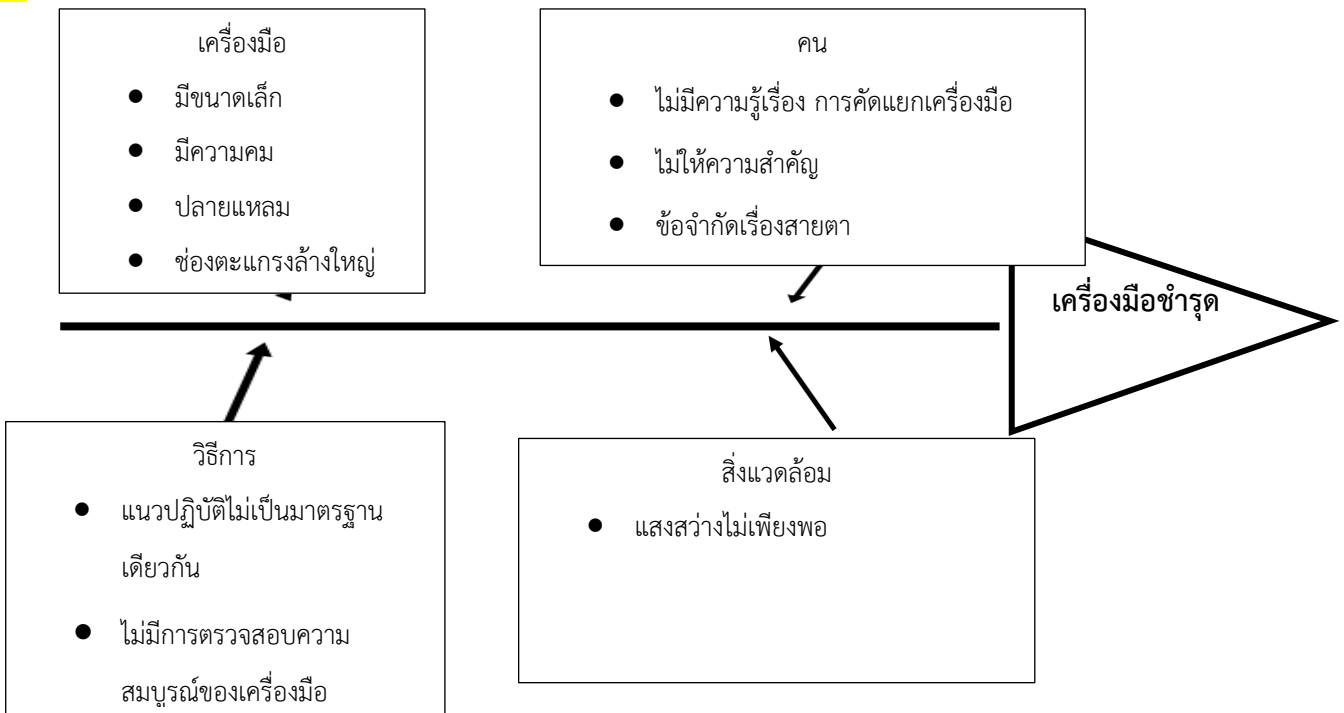 เครื่องมือ
● มีขนาดเล็ก
● มีความคม
● ปลายแหลม
● ช่องตะแกรงล้างใหญ่
คน
● ไม่มีความรู้เรื่อง การคัดแยกเครื่องมือ
● ไม่ให้ความสำคัญ
● ข้อจำกัดเรื่องสายตา
เครื่องมือชำรุด
วิธีการ
● แนวปฏิบัติไม่เป็นมาตรฐาน
เดียวกัน
● ไม่มีการตรวจสอบความ
สมบูรณ์ของเครื่องมือ
สิ่งแวดล้อม
● แสงสว่างไม่เพียงพอ